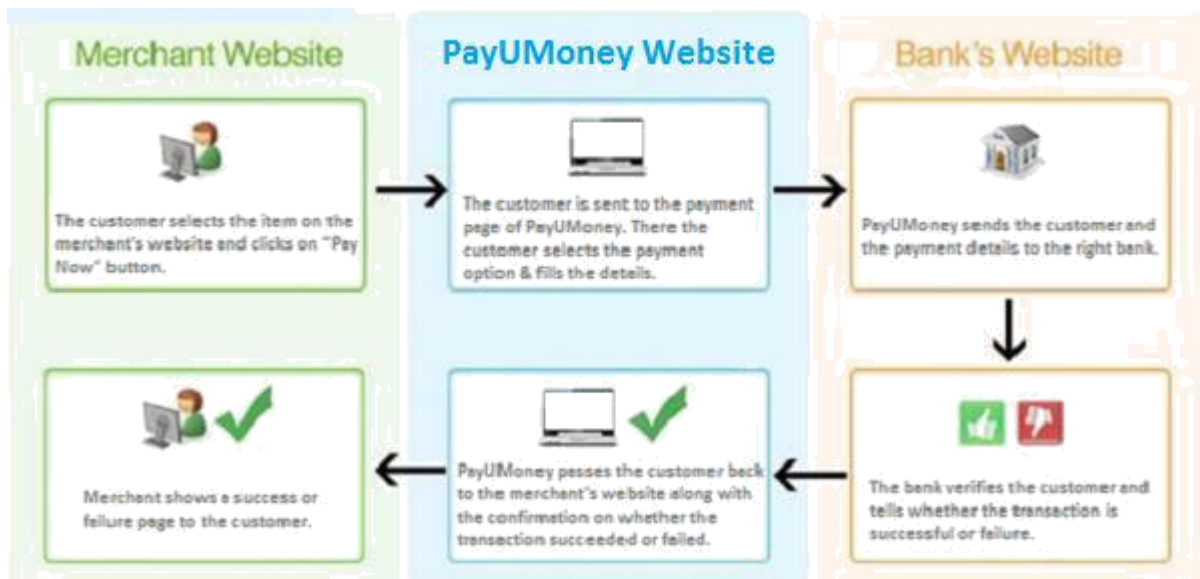 Merchant Website
PayUMoney Website
Bank's Website
The customer selects the item on the
merchant's website and clicks on "Pay
Now" button.
The customer is sent to the payment
page of PayUMoney. There the
customer selects the payment
option & fills the details.
PayUMoney sends the customer and
the payment details to the right bank.
The bank verifies the customer and
tells whether the transaction is
successful or failure.
PayUMoney passes the customer back
to the merchant's website along with
the confirmation on whether the
transaction succeeded or failed.
Merchant shows a success or
failure page to the customer.